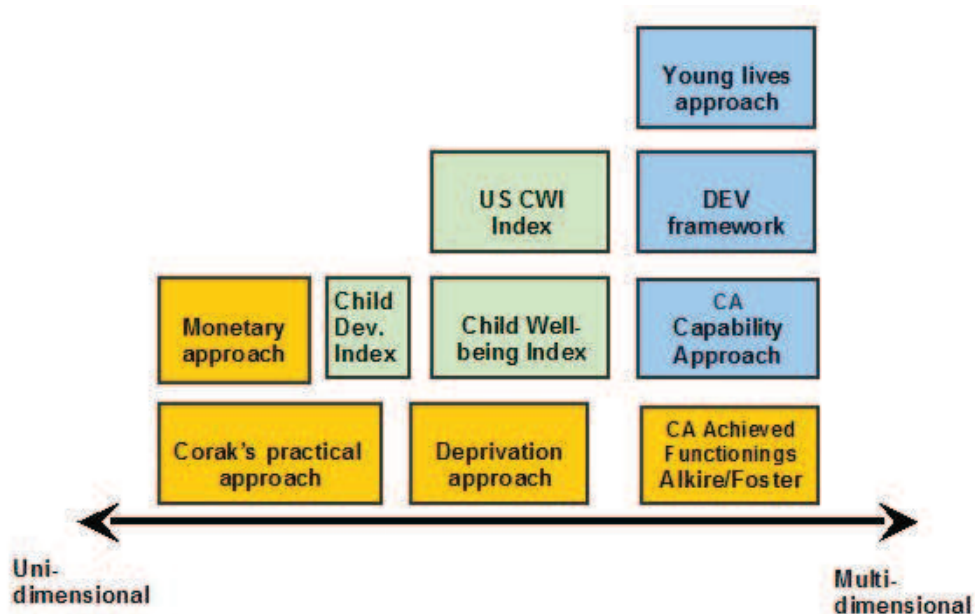 Young lives
approach
US CWI
Index
DEV
framework
Monetary
approach
Child
Dev.
Index
Child Well-
being Index
CA
Capability
Approach
Corak's practical
approach
Deprivation
approach
CA Achieved
Functionings
Alkire/Foster
Uni-
dimensional
Multi-
dimensional